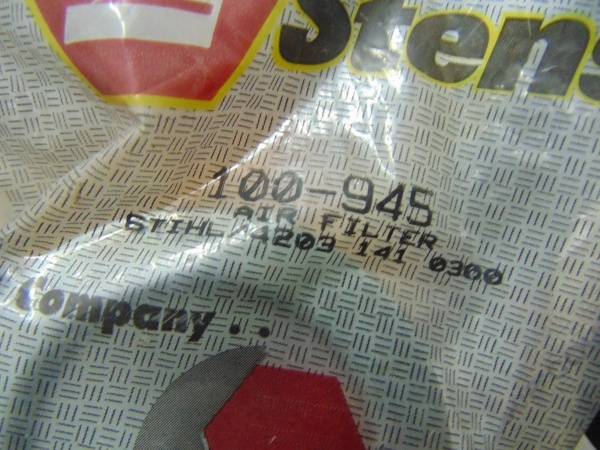 Stens
100-945
AIR FILTER
STIHL 4203 141 0300
Company...